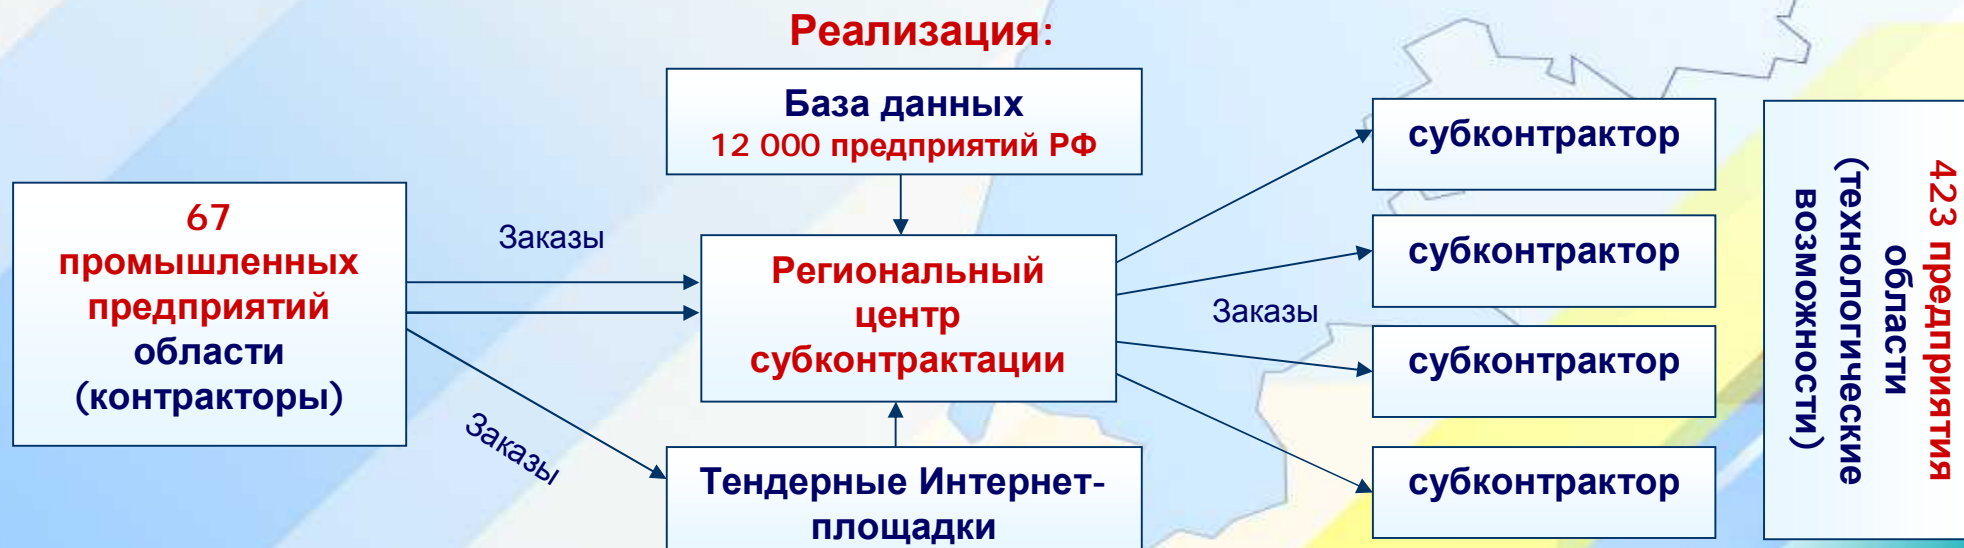 Реализация:
База данных
12 000 предприятий РФ
67
промышленных
предприятий
области
(контракторы)
Заказы
Заказы
Региональный
центр
субконтрактации
Тендерные Интернет-
площадки
Заказы
субконтрактор
субконтрактор
субконтрактор
субконтрактор
423 предприятия
области
(технологические
возможности)